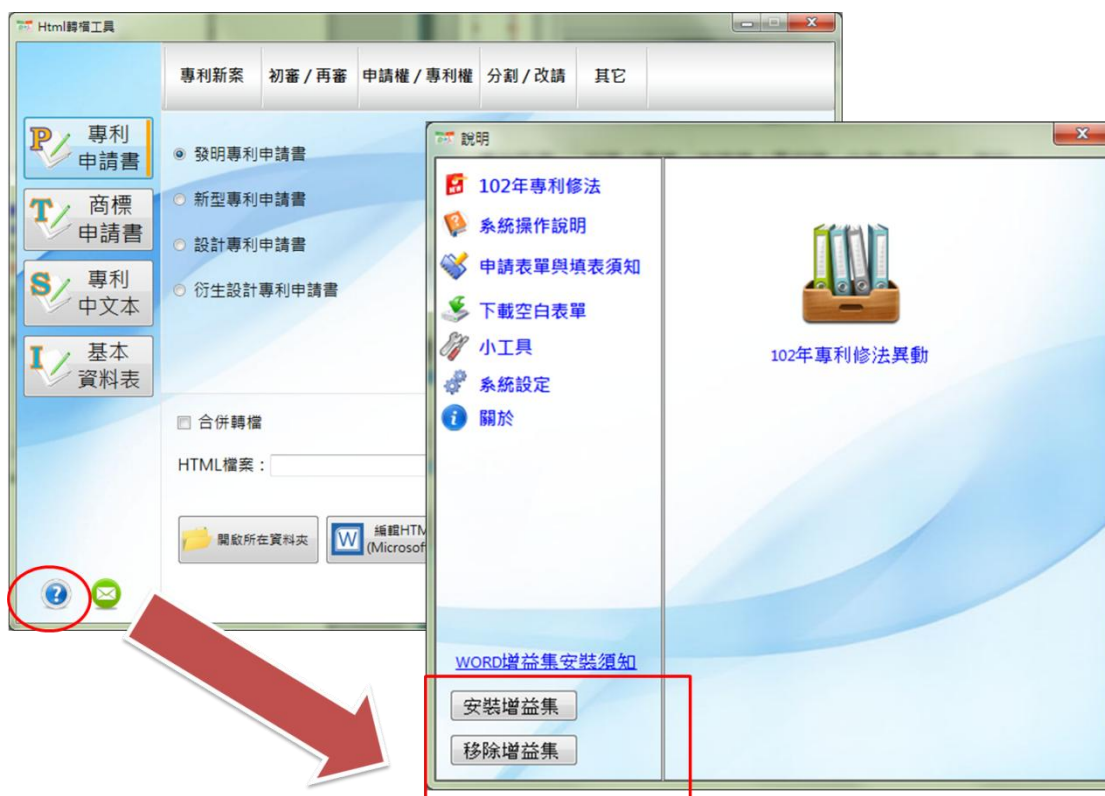 Html轉檔工具
專利新案 初審 / 再審 申請權 / 專利權 分割 / 改請 其它
P 專利
申請書
T 商標
申請書
S 專利
中文本
I 基本
資料表
發明專利申請書
新型專利申請書
設計專利申請書
衍生設計專利申請書
合併轉檔
HTML檔案：
開啟所在資料夾
W
編輯HTM
(Microsof
說明
102年專利修法
系統操作說明
申請表單與填表須知
下載空白表單
小工具
系統設定
關於
WORD增益集安裝須知
安裝增益集
移除增益集
102年專利修法異動